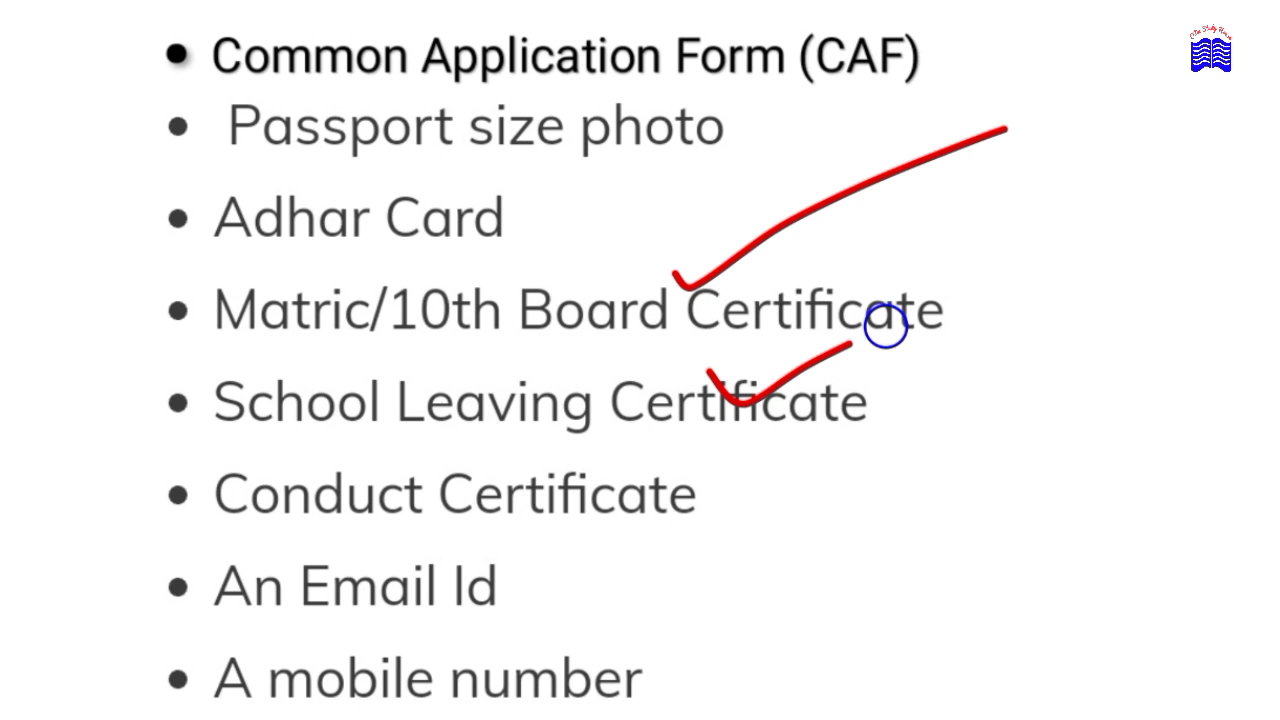 • Common Application Form (CAF)
• Passport size photo
• Adhar Card
• Matric/10th Board Certificate
• School Leaving Certificate
• Conduct Certificate
• An Email Id
• A mobile number